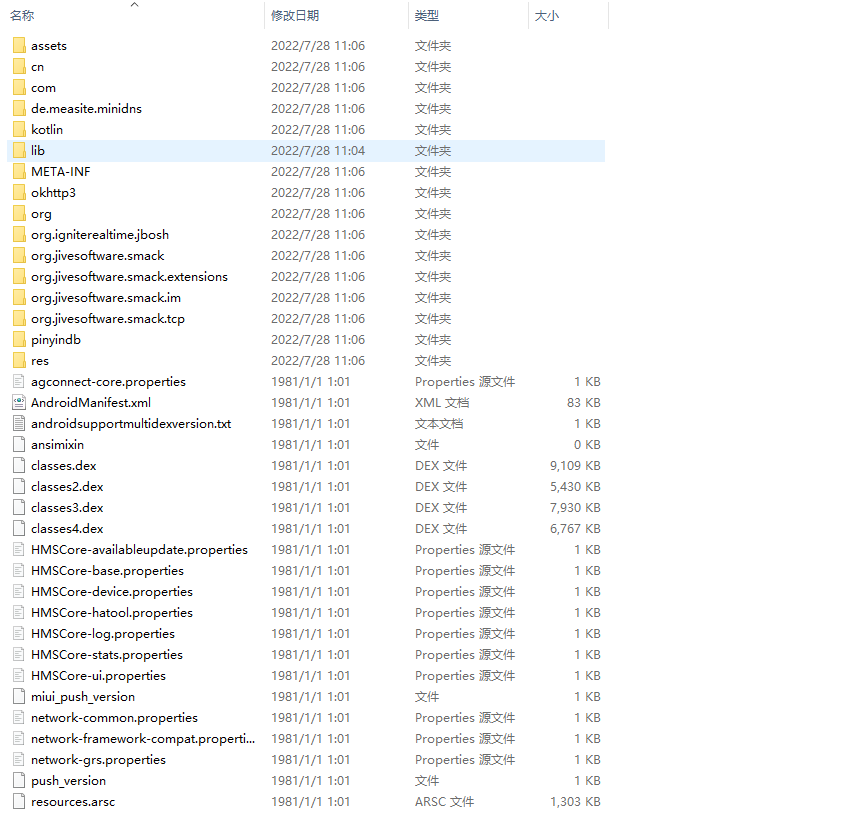 名称 修改日期 类型 大小
assets 2022/7/28 11:06 文件夹
cn 2022/7/28 11:06 文件夹
com 2022/7/28 11:06 文件夹
de.measite.minidns 2022/7/28 11:06 文件夹
kotlin 2022/7/28 11:06 文件夹
lib 2022/7/28 11:04 文件夹
META-INF 2022/7/28 11:06 文件夹
okhttp3 2022/7/28 11:06 文件夹
org 2022/7/28 11:06 文件夹
org.igniterealtime.jbosh 2022/7/28 11:06 文件夹
org.jivesoftware.smack 2022/7/28 11:06 文件夹
org.jivesoftware.smack.extensions 2022/7/28 11:06 文件夹
org.jivesoftware.smack.im 2022/7/28 11:06 文件夹
org.jivesoftware.smack.tcp 2022/7/28 11:06 文件夹
pinyindb 2022/7/28 11:06 文件夹
res 2022/7/28 11:06 文件夹
agconnect-core.properties 1981/1/1 1:01 Properties 源文件 1 KB
AndroidManifest.xml 1981/1/1 1:01 XML 文档 83 KB
androidsupportmultidexversion.txt 1981/1/1 1:01 文本文档 1 KB
ansimixin 1981/1/1 1:01 文件 0 KB
classes.dex 1981/1/1 1:01 DEX 文件 9,109 KB
classes2.dex 1981/1/1 1:01 DEX 文件 5,430 KB
classes3.dex 1981/1/1 1:01 DEX 文件 7,930 KB
classes4.dex 1981/1/1 1:01 DEX 文件 6,767 KB
HMSCore-availableupdate.properties 1981/1/1 1:01 Properties 源文件 1 KB
HMSCore-base.properties 1981/1/1 1:01 Properties 源文件 1 KB
HMSCore-device.properties 1981/1/1 1:01 Properties 源文件 1 KB
HMSCore-hatool.properties 1981/1/1 1:01 Properties 源文件 1 KB
HMSCore-log.properties 1981/1/1 1:01 Properties 源文件 1 KB
HMSCore-stats.properties 1981/1/1 1:01 Properties 源文件 1 KB
HMSCore-ui.properties 1981/1/1 1:01 Properties 源文件 1 KB
miui_push_version 1981/1/1 1:01 文件 1 KB
network-common.properties 1981/1/1 1:01 Properties 源文件 1 KB
network-framework-compat.properti... 1981/1/1 1:01 Properties 源文件 1 KB
network-grs.properties 1981/1/1 1:01 Properties 源文件 1 KB
push_version 1981/1/1 1:01 文件 1 KB
resources.arsc 1981/1/1 1:01 ARSC 文件 1,303 KB